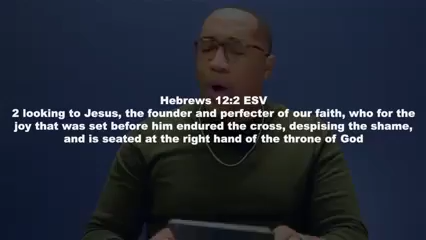 Hebrews 12:2 ESV
2 looking to Jesus, the founder and perfecter of our faith, who for the
joy that was set before him endured the cross, despising the shame,
and is seated at the right hand of the throne of God